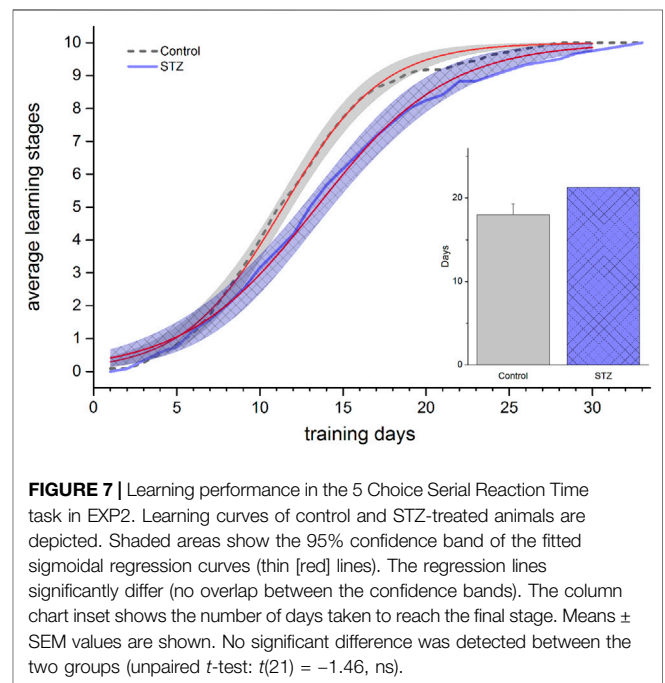 10
9
8
7
6
5
4
3
2
1
0
average learning stages
Control
STZ
20
10
0
Days
Control
STZ
0
5
10
15
20
25
30
training days
FIGURE 7 | Learning performance in the 5 Choice Serial Reaction Time
task in EXP2. Learning curves of control and STZ-treated animals are
depicted. Shaded areas show the 95% confidence band of the fitted
sigmoidal regression curves (thin [red] lines). The regression lines
significantly differ (no overlap between the confidence bands). The column
chart inset shows the number of days taken to reach the final stage. Means ±
SEM values are shown. No significant difference was detected between the
two groups (unpaired t-test: t(21) = −1.46, ns).